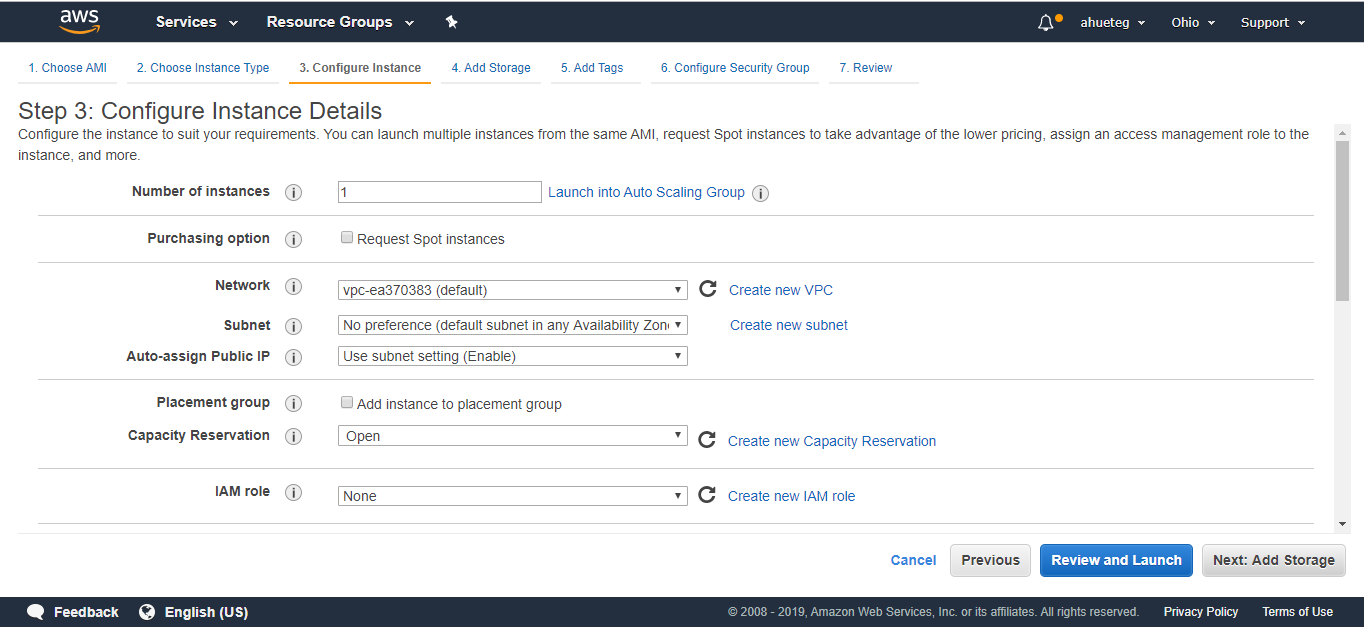 aws Services Resource Groups ahueteg Ohio Support
1. Choose AMI 2. Choose Instance Type 3. Configure Instance 4. Add Storage 5. Add Tags 6. Configure Security Group 7. Review
Step 3: Configure Instance Details
Configure the instance to suit your requirements. You can launch multiple instances from the same AMI, request Spot instances to take advantage of the lower pricing, assign an access management role to the
instance, and more.
Number of instances i 1 Launch into Auto Scaling Group i
Purchasing option i Request Spot instances
Network i vpc-ea370383 (default) Create new VPC
Subnet i No preference (default subnet in any Availability Zon Create new subnet
Auto-assign Public IP i Use subnet setting (Enable)
Placement group i Add instance to placement group
Capacity Reservation i Open Create new Capacity Reservation
IAM role i None Create new IAM role
Cancel Previous Review and Launch Next: Add Storage
Feedback English (US) © 2008 - 2019, Amazon Web Services, Inc. or its affiliates. All rights reserved. Privacy Policy Terms of Use